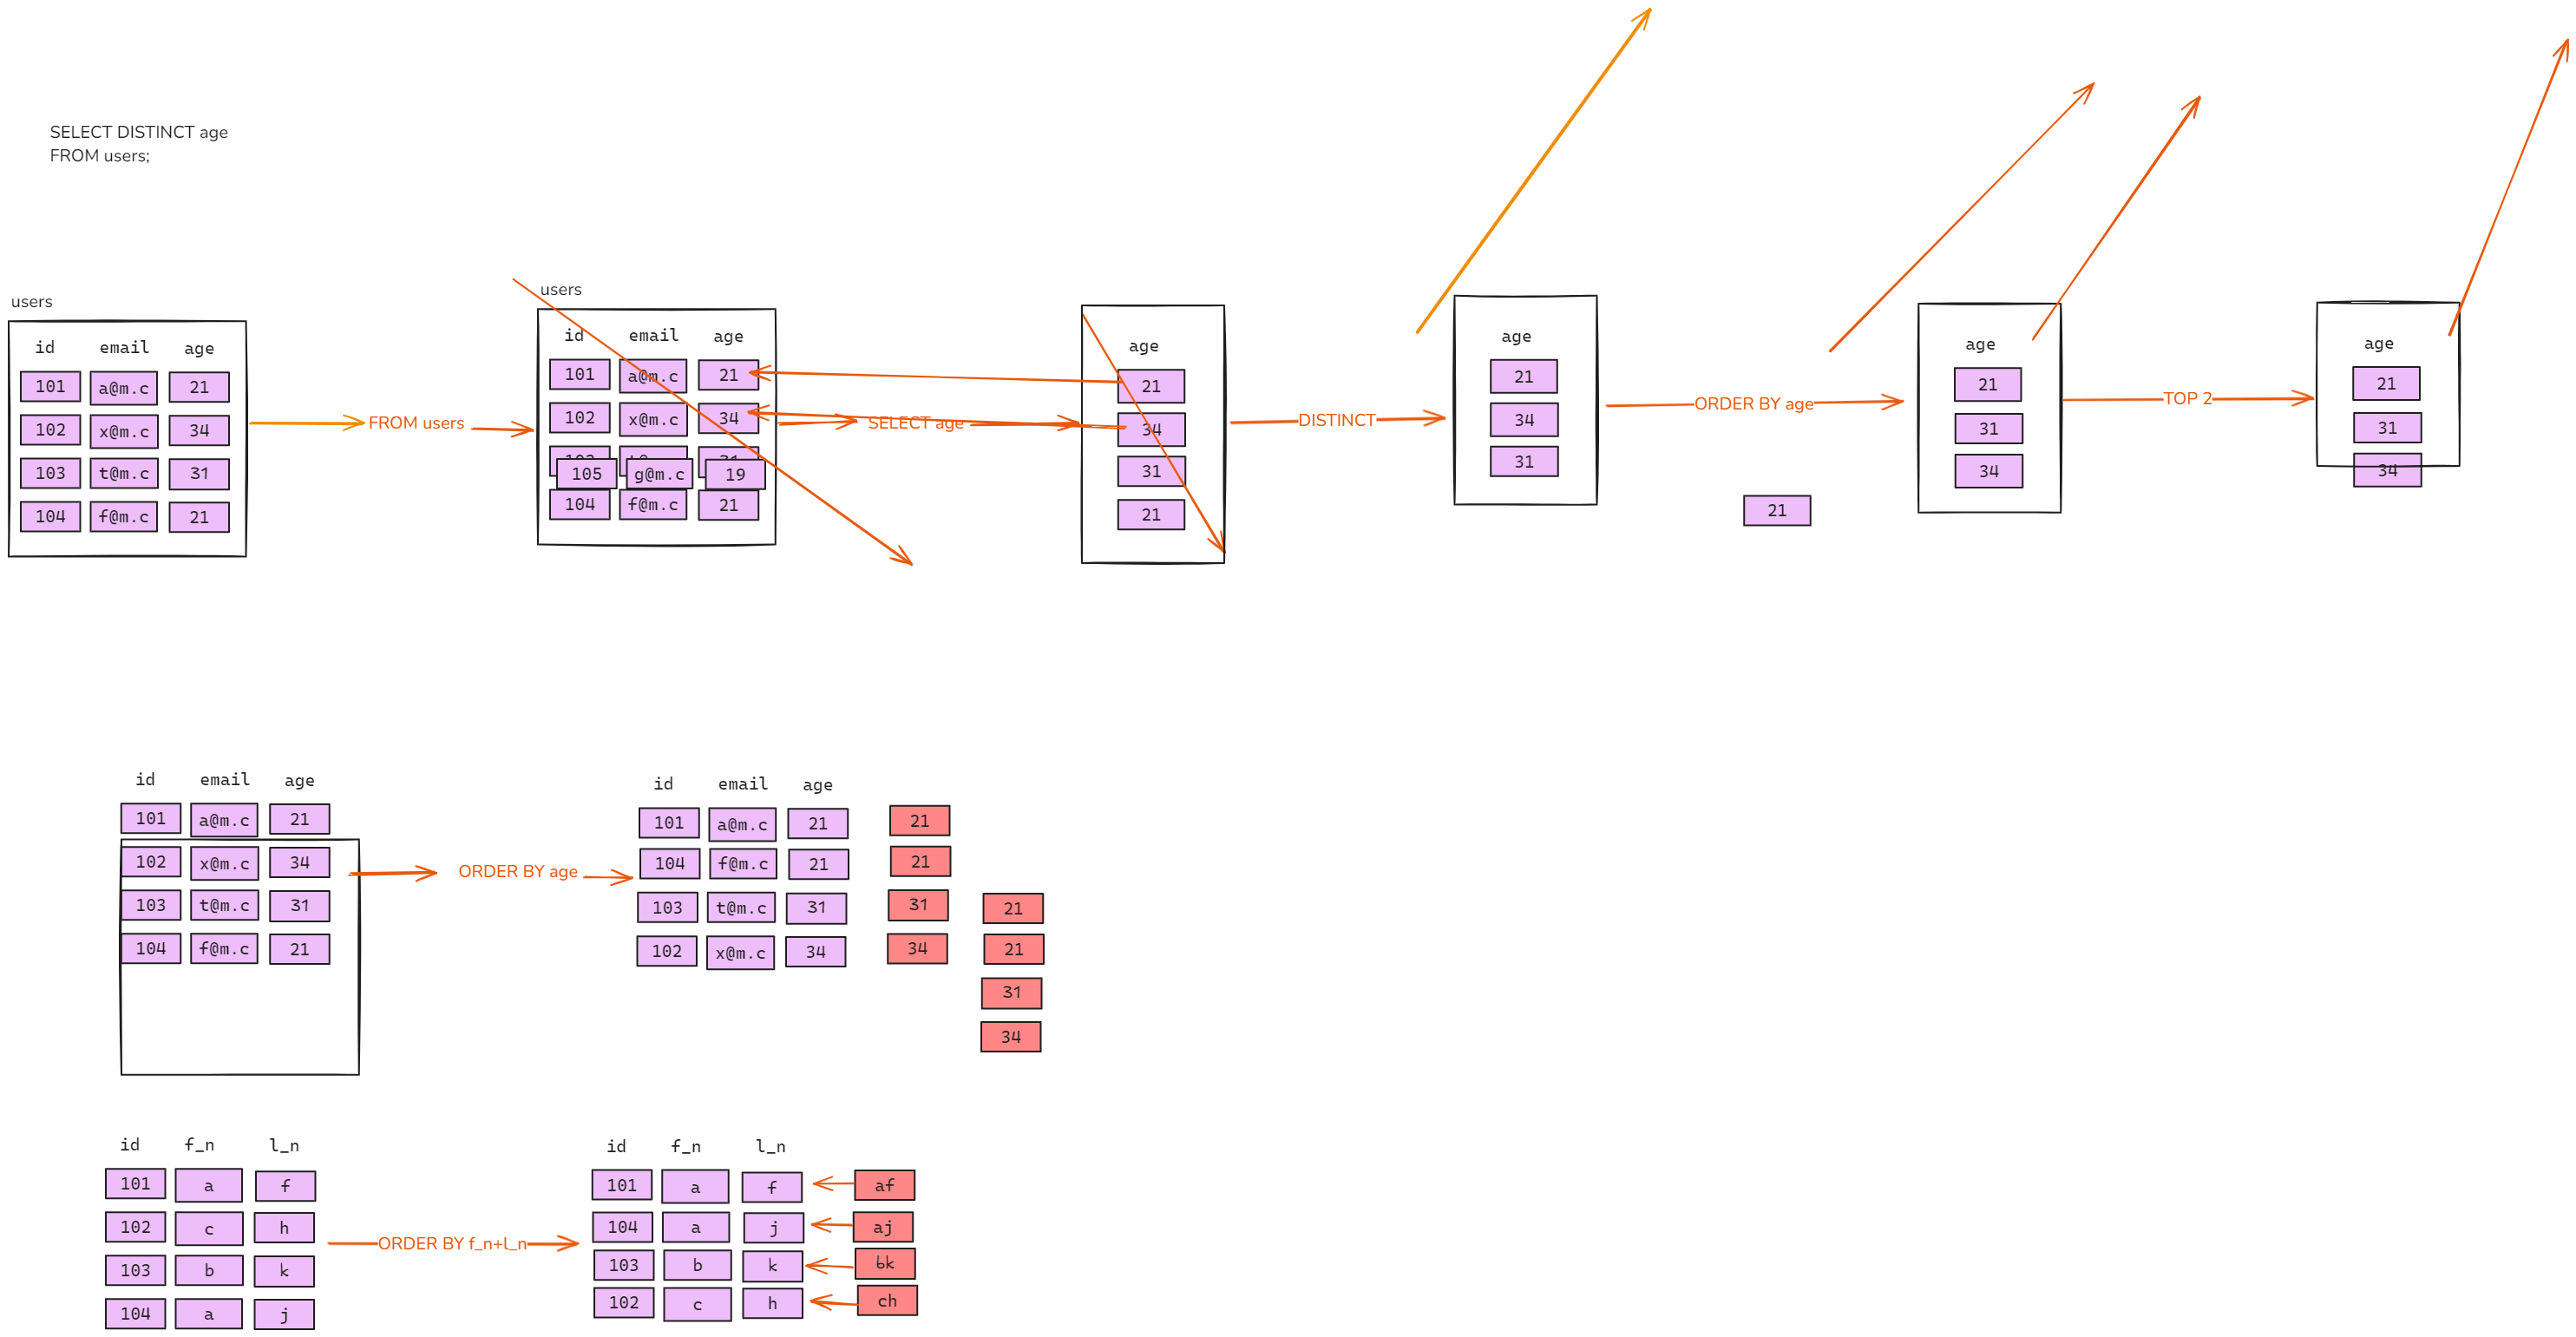 SELECT DISTINCT age
FROM users;
users
id email age
101 a@m.c 21
102 x@m.c 34
103 t@m.c 31
104 f@m.c 21
FROM users
users
id email age
101 a@m.c 21
102 x@m.c 34
105 g@m.c 19
104 f@m.c 21
SELECT age
age
21
34
31
21
DISTINCT
age
21
34
31
21
ORDER BY age
age
21
31
34
TOP 2
age
21
31
34
id email age
101 a@m.c 21
102 x@m.c 34
103 t@m.c 31
104 f@m.c 21
ORDER BY age
id email age
101 a@m.c 21
104 f@m.c 21
103 t@m.c 31
102 x@m.c 34
21
21
31
34
21
21
31
34
id f_n l_n
101 a f
102 c h
103 b k
104 a j
ORDER BY f_n+l_n
id f_n l_n
101 a f af
104 a j aj
103 b k bk
102 c h ch